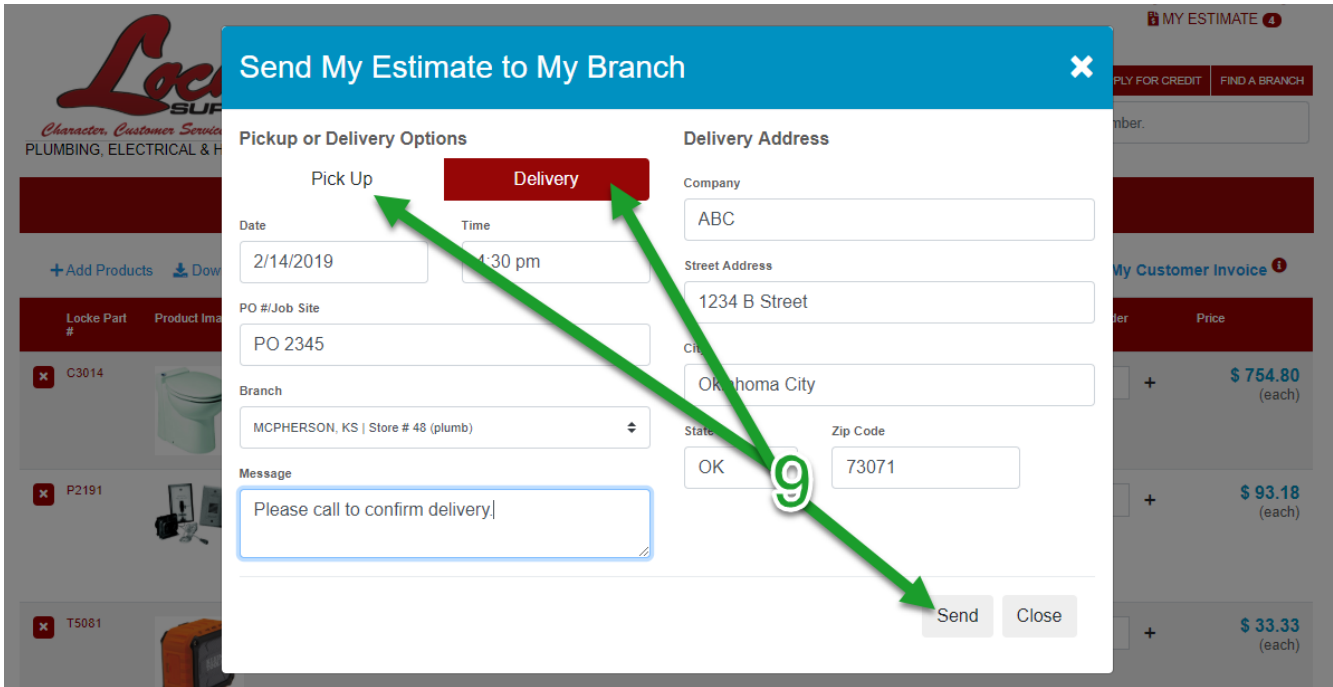 MY ESTIMATE 4
Send My Estimate to My Branch
PLY FOR CREDIT
FIND A BRANCH
SUP
Character, Customer Servic
PLUMBING, ELECTRICAL & H
mber.
Pickup or Delivery Options
Pick Up
Delivery
Date
Time
2/14/2019
4:30 pm
PO #/Job Site
PO 2345
Branch
MCPHERSON, KS | Store # 48 (plumb)
Message
Please call to confirm delivery.
Delivery Address
Company
ABC
Street Address
1234 B Street
City
Oklahoma City
State
Zip Code
OK
73071
9
Send
Close
Add Products
Dow
My Customer Invoice
Locke Part
#
Product Ima
der
Price
C3014
+
$ 754.80
(each)
P2191
+
$ 93.18
(each)
T5081
+
$ 33.33
(each)